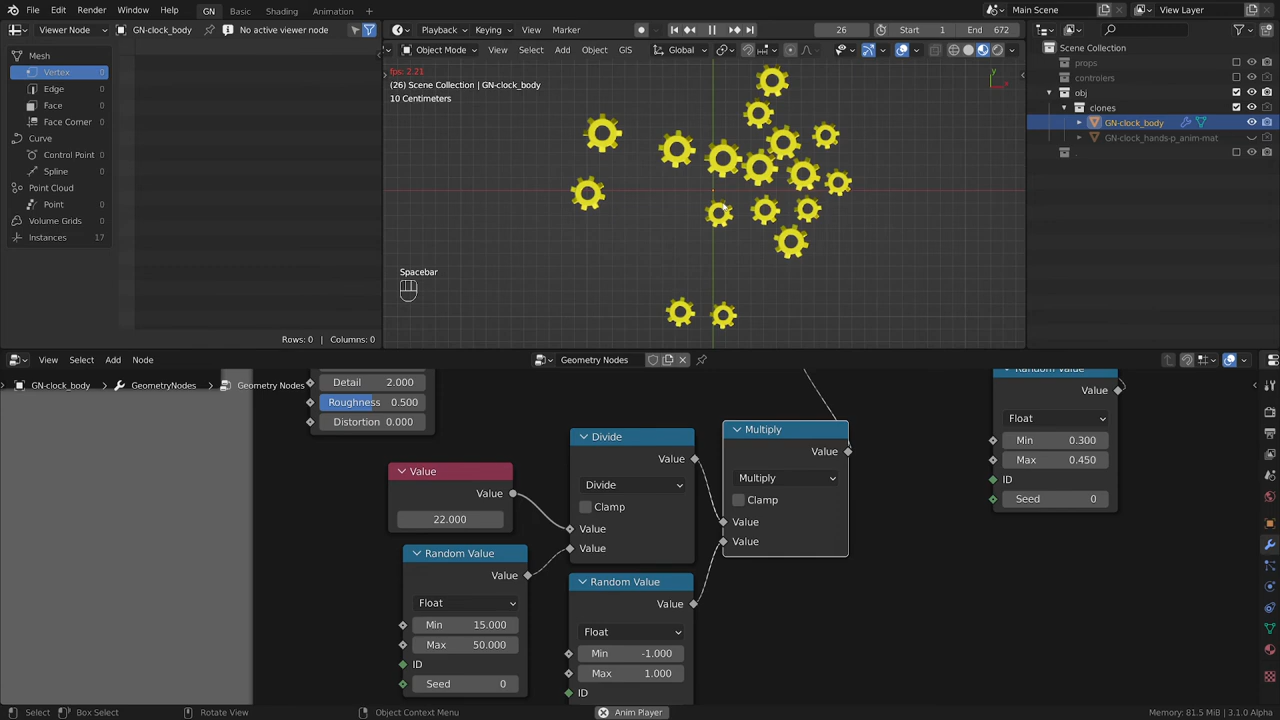 File Edit Render Window Help GN Basic Shading Animation Main Scene View Layer
Viewer Node GN-clock_body No active viewer node
Playback Keying View Marker 26 Start 1 End 672
Mesh
Vertex 0
Edge 0
Face 0
Face Corner 0
Curve
Control Point 0
Spline 0
Point Cloud
Point 0
Volume Grids 0
Instances 17
Rows: 0 | Columns: 0
Object Mode View Select Add Object GIS Global
fps: 2.21
(26) Scene Collection | GN-clock_body
10 Centimeters
Y
Spacebar
Scene Collection
props
controlers
obj
clones
GN-clock_body
GN-clock_hands-p_anim-mat
View Select Add Node Geometry Nodes
GN-clock_body GeometryNodes Geometry Nodes
Detail 2.000
Roughness 0.500
Distortion 0.000
Value
Value
22.000
Random Value
Value
Float
Min 15.000
Max 50.000
ID
Seed 0
Divide
Value
Divide
Clamp
Value
Value
Random Value
Value
Float
Min -1.000
Max 1.000
ID
Multiply
Value
Multiply
Clamp
Value
Value
Random Value
Value
Float
Min 0.300
Max 0.450
ID
Seed 0
Select Box Select Rotate View Object Context Menu Anim Player Memory: 81.5 MiB | 3.1.0 Alpha